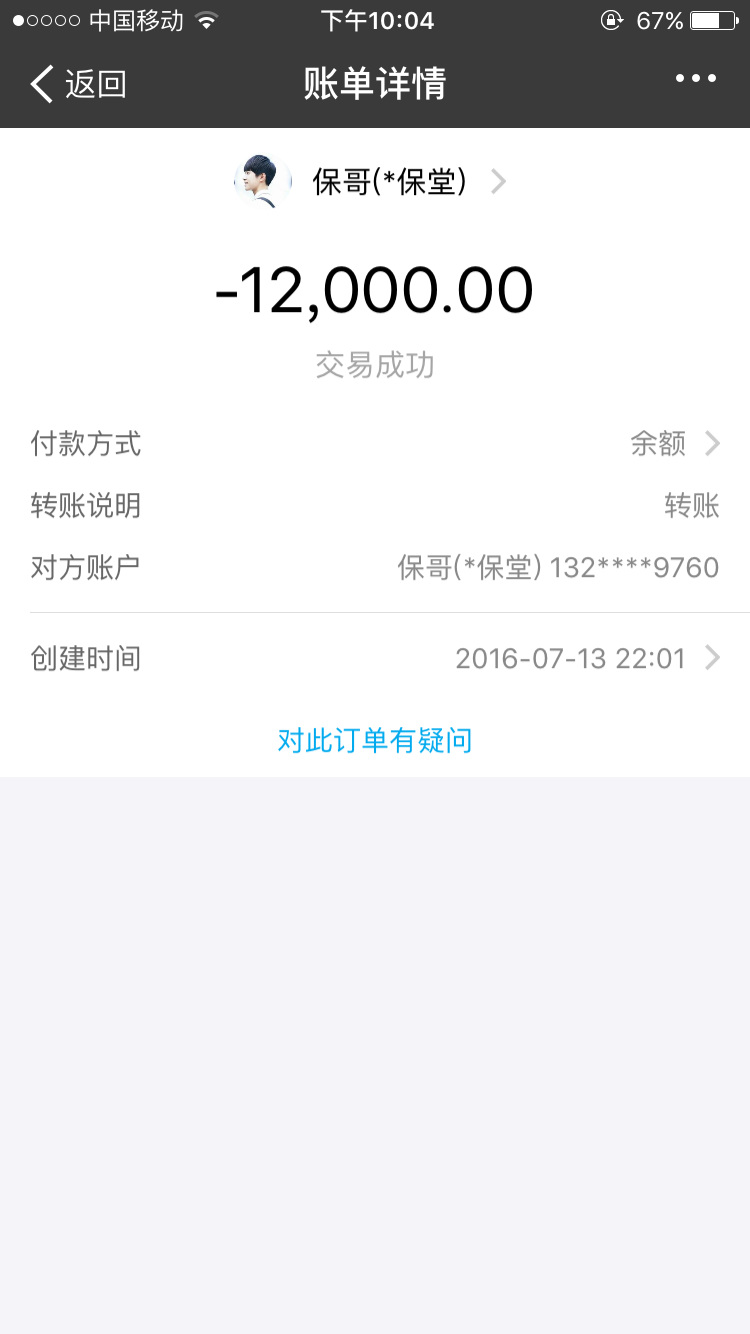 中国移动 下午10:04 67%
返回 账单详情
保哥(*保堂)
-12,000.00
交易成功
付款方式 余额
转账说明 转账
对方账户 保哥(*保堂) 132****9760
创建时间 2016-07-13 22:01
对此订单有疑问